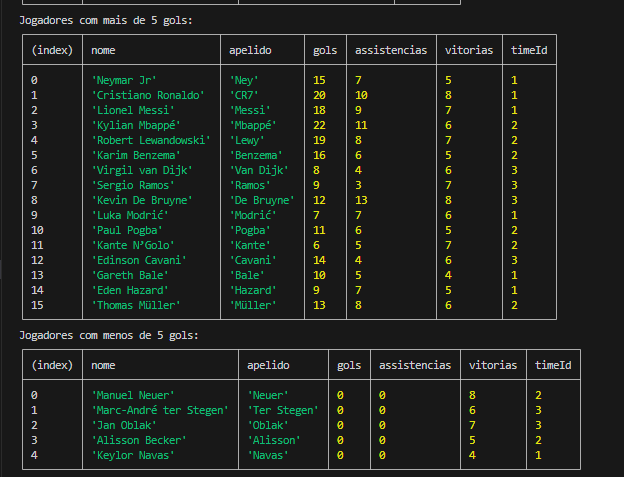 Jogadores com mais de 5 gols:
(index) nome apelido gols assistencias vitorias timeId
0 'Neymar Jr' 'Ney' 15 7 5 1
1 'Cristiano Ronaldo' 'CR7' 20 10 8 1
2 'Lionel Messi' 'Messi' 18 9 7 1
3 'Kylian Mbappé' 'Mbappé' 22 11 6 2
4 'Robert Lewandowski' 'Lewy' 19 8 7 2
5 'Karim Benzema' 'Benzema' 16 6 5 2
6 'Virgil van Dijk' 'Van Dijk' 8 4 6 3
7 'Sergio Ramos' 'Ramos' 9 3 7 3
8 'Kevin De Bruyne' 'De Bruyne' 12 13 8 3
9 'Luka Modrić' 'Modrić' 7 7 6 1
10 'Paul Pogba' 'Pogba' 11 6 5 2
11 'Kante N’Golo' 'Kante' 6 5 7 2
12 'Edinson Cavani' 'Cavani' 14 4 6 3
13 'Gareth Bale' 'Bale' 10 5 4 1
14 'Eden Hazard' 'Hazard' 9 7 5 1
15 'Thomas Müller' 'Müller' 13 8 6 2
Jogadores com menos de 5 gols:
(index) nome apelido gols assistencias vitorias timeId
0 'Manuel Neuer' 'Neuer' 0 0 8 2
1 'Marc-André ter Stegen' 'Ter Stegen' 0 0 6 3
2 'Jan Oblak' 'Oblak' 0 0 7 3
3 'Alisson Becker' 'Alisson' 0 0 5 2
4 'Keylor Navas' 'Navas' 0 0 4 1